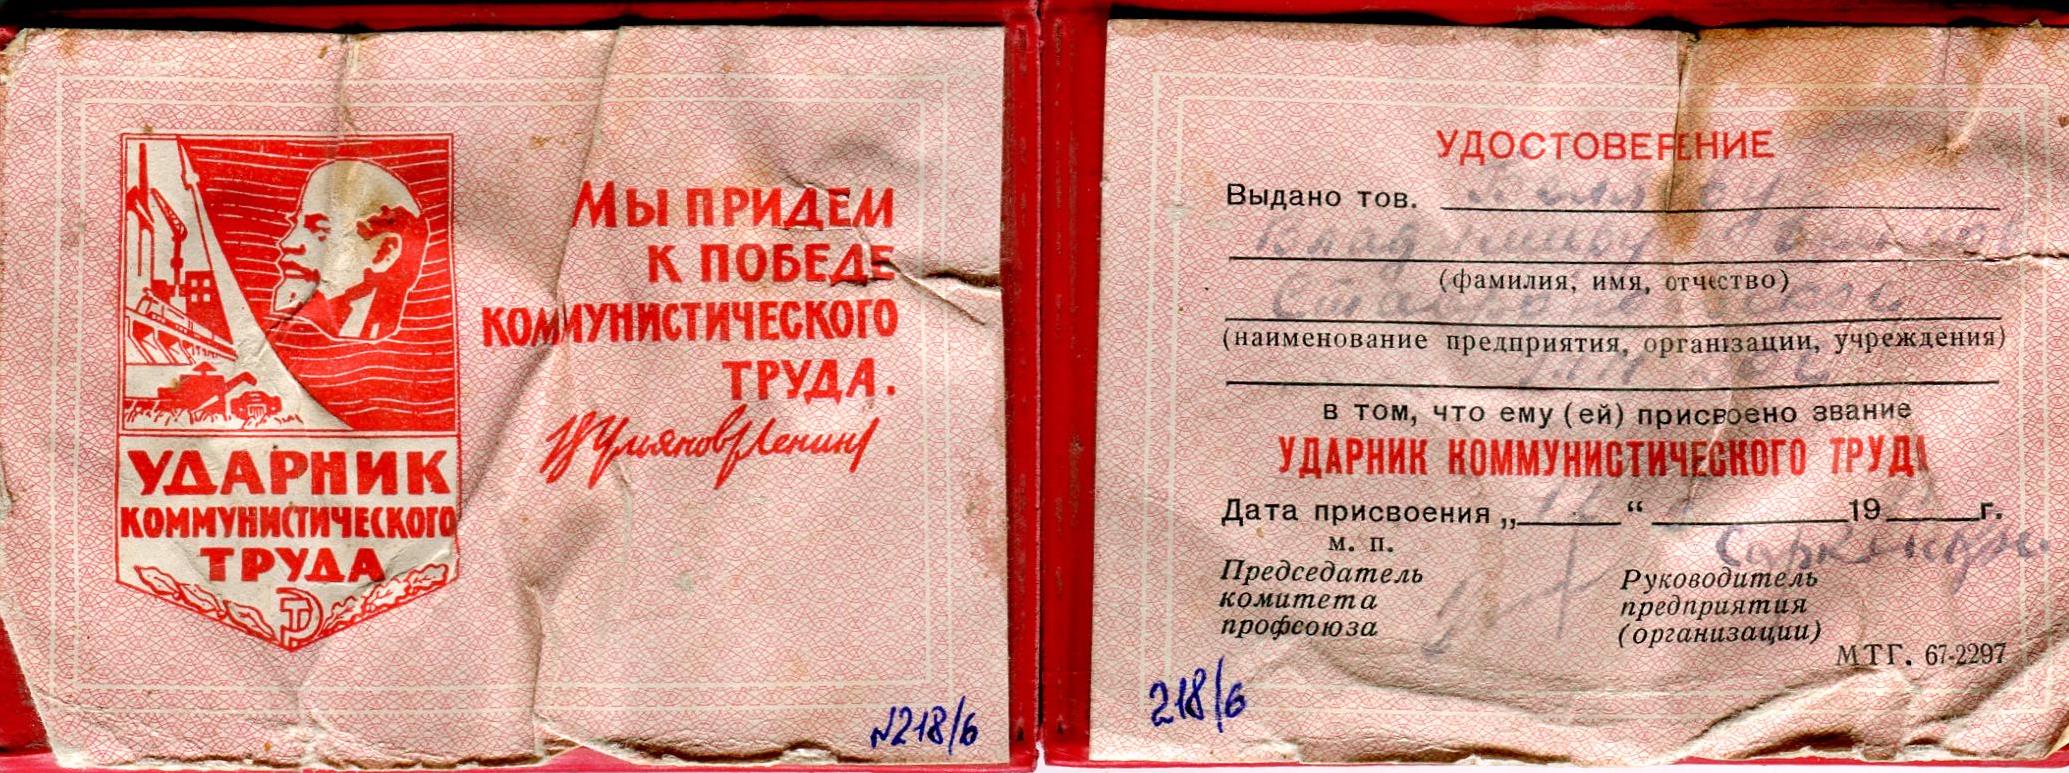 УДАРНИК
КОММУНИСТИЧЕСКОГО
ТРУДА
МЫ ПРИДЕМ
К ПОБЕДЕ
КОММУНИСТИЧЕСКОГО
ТРУДА.
В Ульянов (Ленин)
№218/6
УДОСТОВЕРЕНИЕ
Выдано тов.
(фамилия, имя, отчество)
(наименование предприятия, организации, учреждения)
в том, что ему (ей) присвоено звание
УДАРНИК КОММУНИСТИЧЕСКОГО ТРУДА
Дата присвоения „ “ 19 г.
м. п.
Председатель
комитета
профсоюза
Руководитель
предприятия
(организации)
МТГ. 67-2297
218/6